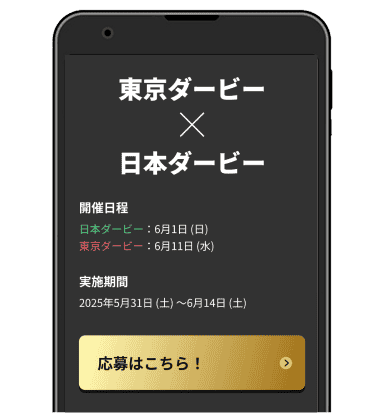 東京ダービー
×
日本ダービー
開催日程
日本ダービー：6月1日 (日)
東京ダービー：6月11日 (水)
実施期間
2025年5月31日 (土) ～6月14日 (土)
応募はこちら！